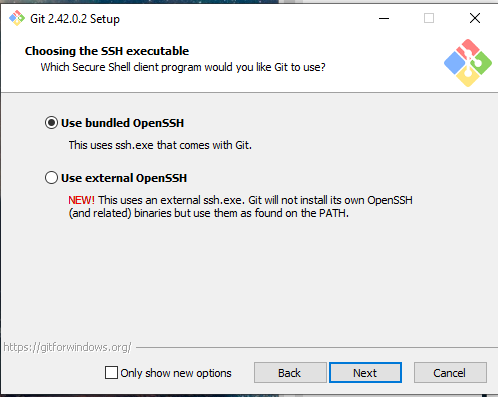 Git 2.42.0.2 Setup
Choosing the SSH executable
Which Secure Shell client program would you like Git to use?
Use bundled OpenSSH
This uses ssh.exe that comes with Git.
Use external OpenSSH
NEW! This uses an external ssh.exe. Git will not install its own OpenSSH
(and related) binaries but use them as found on the PATH.
https://gitforwindows.org/
Only show new options
Back
Next
Cancel